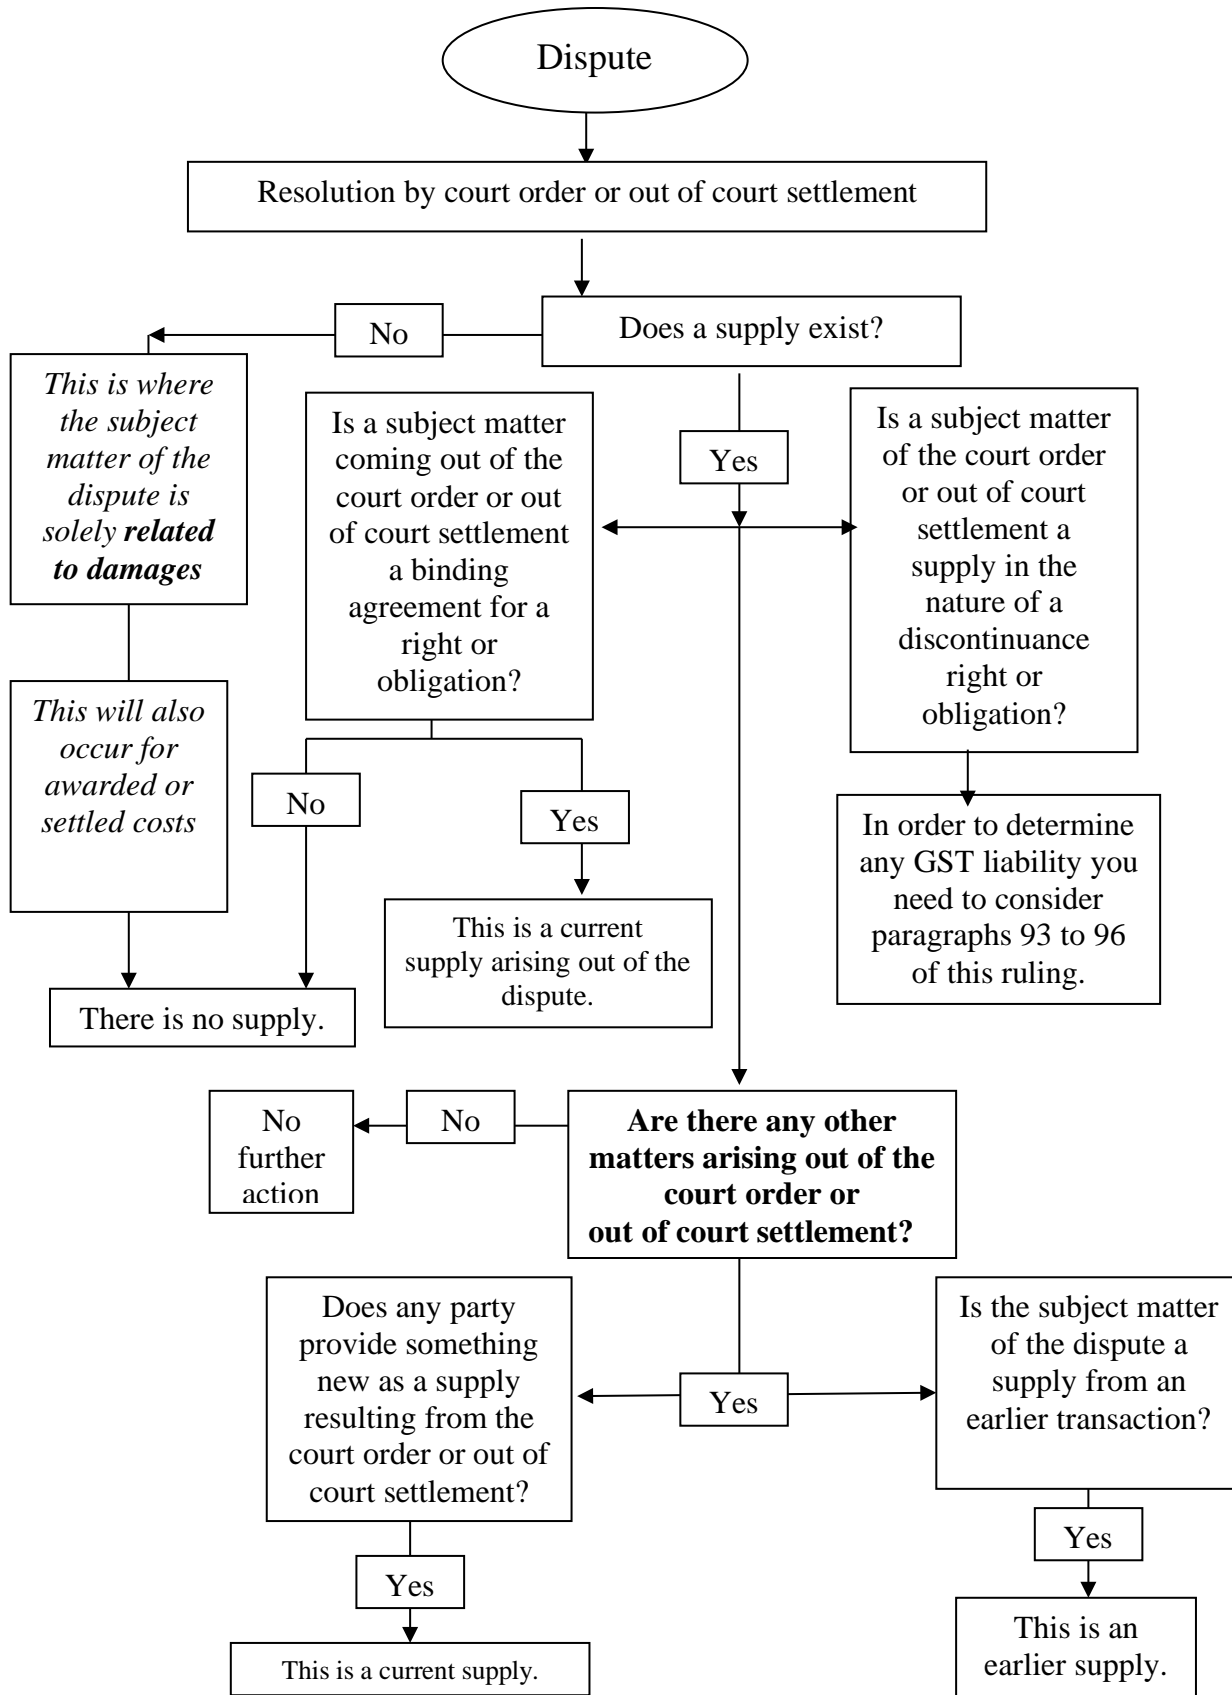 Dispute
Resolution by court order or out of court settlement
No
Does a supply exist?
This is where
the subject
matter of the
dispute is
solely related
to damages
Is a subject matter
coming out of the
court order or out
of court settlement
a binding
agreement for a
right or
obligation?
Yes
Is a subject matter
of the court order
or out of court
settlement a
supply in the
nature of a
discontinuance
right or
obligation?
This will also
occur for
awarded or
settled costs
No
Yes
In order to determine
any GST liability you
need to consider
paragraphs 93 to 96
of this ruling.
This is a current
supply arising out of the
dispute.
There is no supply.
No
further
action
No
Are there any other
matters arising out of the
court order or
out of court settlement?
Does any party
provide something
new as a supply
resulting from the
court order or out of
court settlement?
Yes
Is the subject matter
of the dispute a
supply from an
earlier transaction?
Yes
Yes
This is a current supply.
This is an
earlier supply.